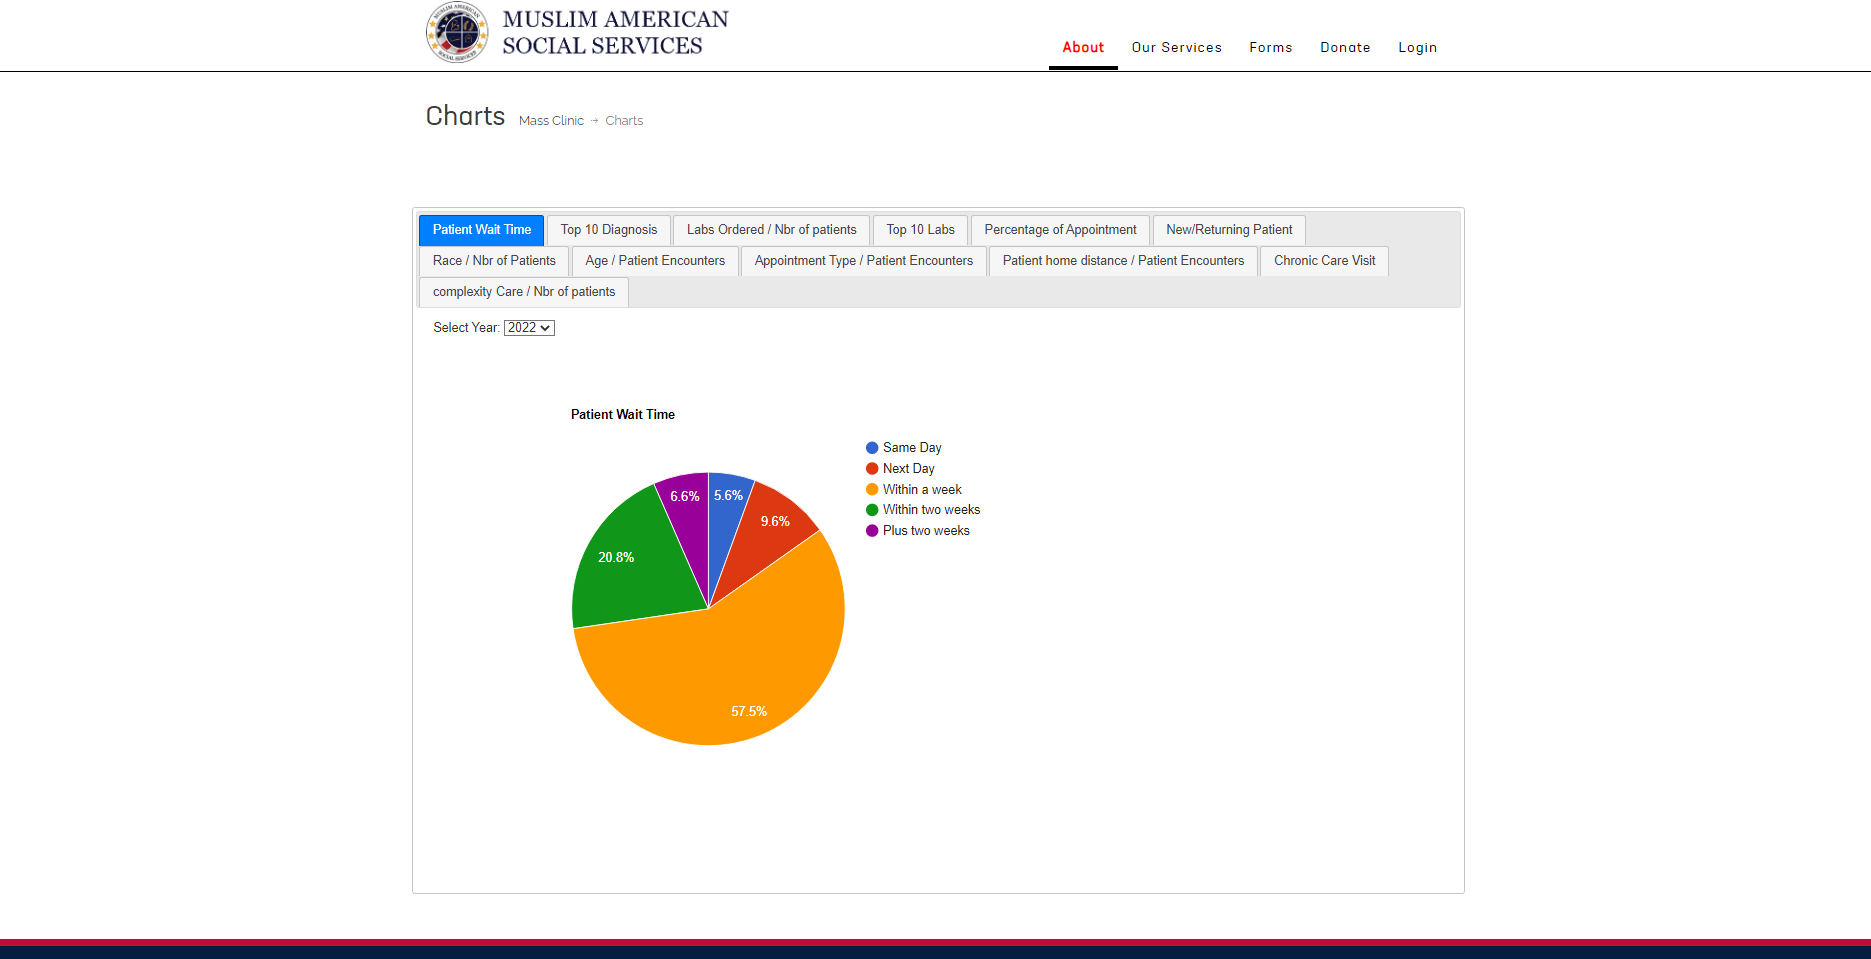 MUSLIM AMERICAN
SOCIAL SERVICES
About Our Services Forms Donate Login
Charts Mass Clinic → Charts
Patient Wait Time Top 10 Diagnosis Labs Ordered / Nbr of patients Top 10 Labs Percentage of Appointment New/Returning Patient
Race / Nbr of Patients Age / Patient Encounters Appointment Type / Patient Encounters Patient home distance / Patient Encounters Chronic Care Visit
complexity Care / Nbr of patients
Select Year: 2022
Patient Wait Time
Same Day
Next Day
Within a week
Within two weeks
Plus two weeks
6.6% 5.6%
9.6%
20.8%
57.5%